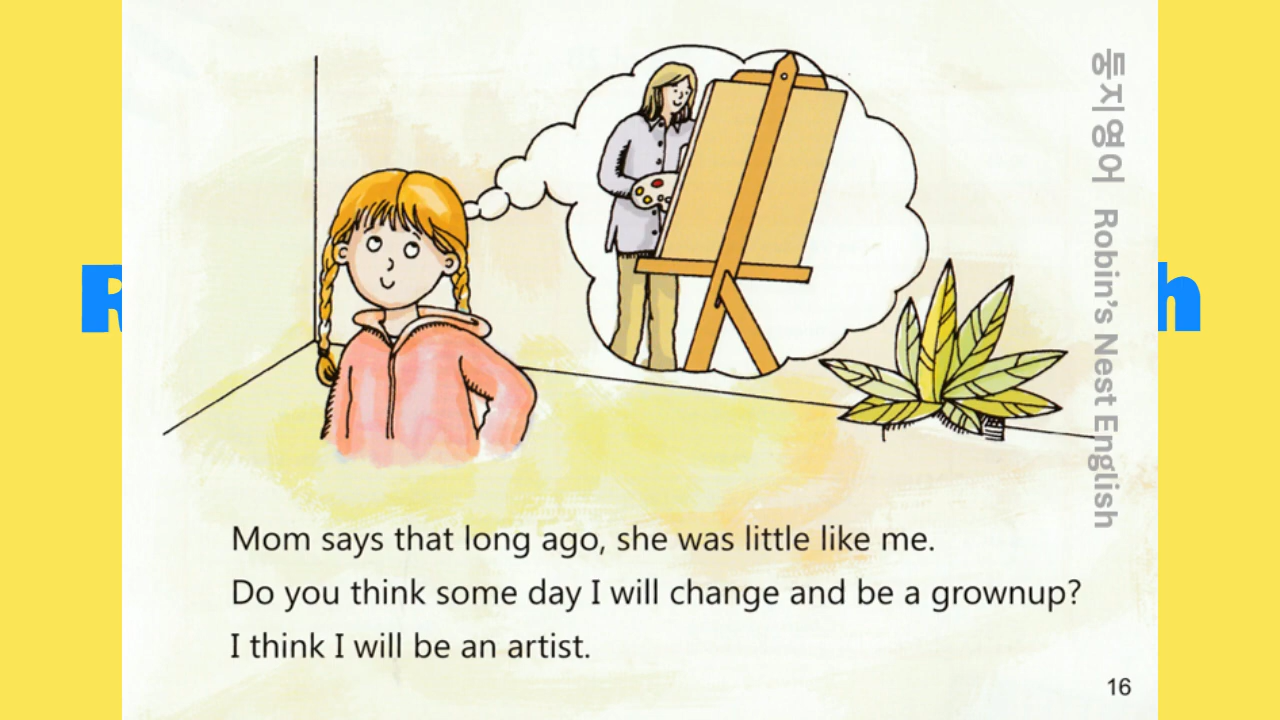 Mom says that long ago, she was little like me.
Do you think some day I will change and be a grownup?
I think I will be an artist.
16
둥지영어 Robin's Nest English
R
h